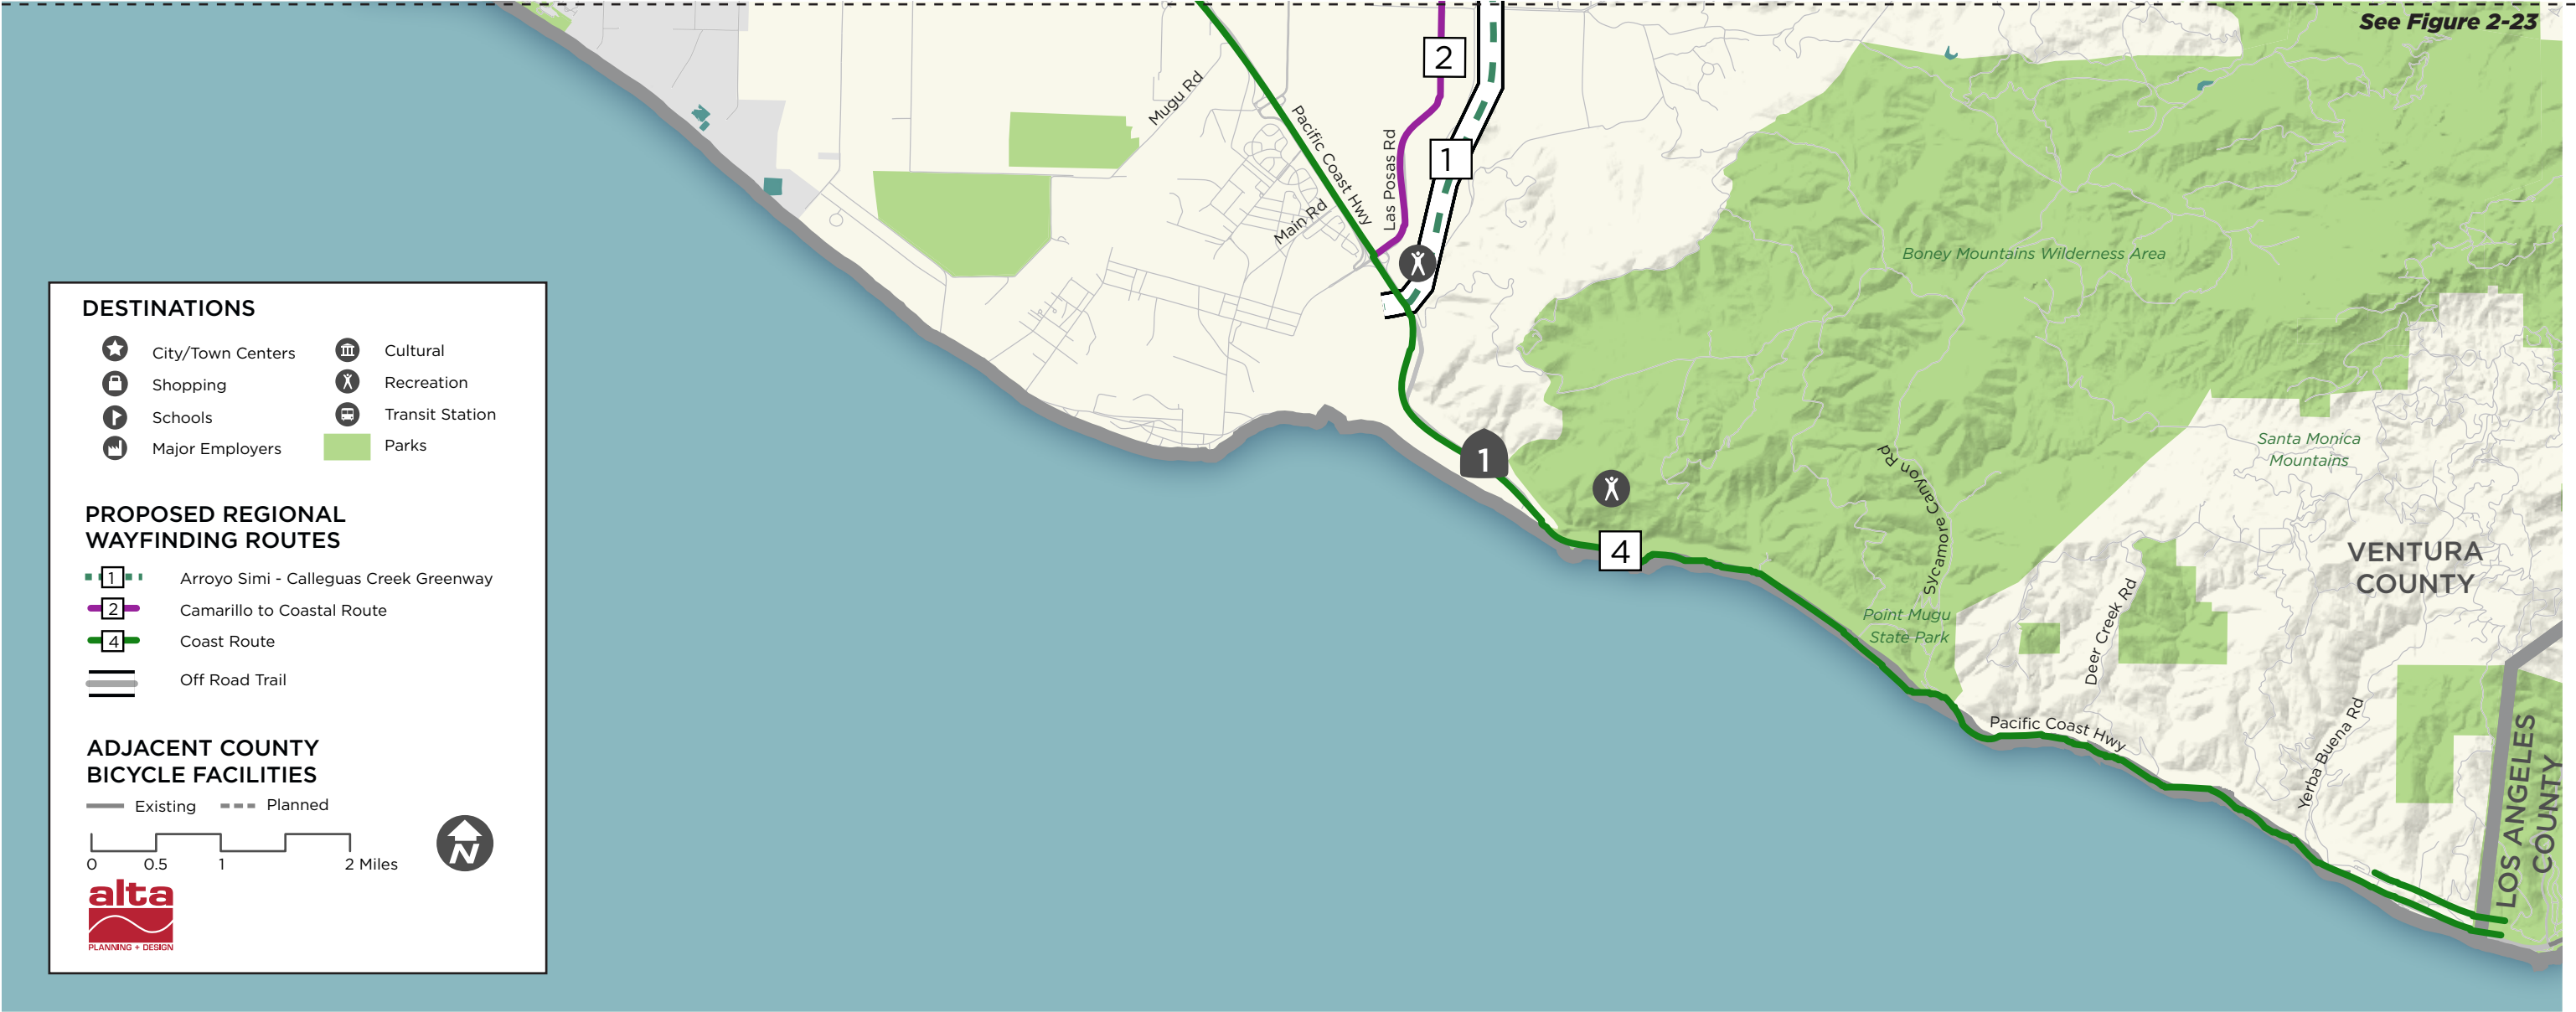 See Figure 2-23
2
1
Mugu Rd
Pacific Coast Hwy
Las Posas Rd
Main Rd
Boney Mountains Wilderness Area
Santa Monica
Mountains
1
4
Sycamore Canyon Rd
VENTURA
COUNTY
Point Mugu
State Park
Deer Creek Rd
Pacific Coast Hwy
Yerba Buena Rd
LOS ANGELES
COUNTY
DESTINATIONS
City/Town Centers
Shopping
Schools
Major Employers
Cultural
Recreation
Transit Station
Parks
PROPOSED REGIONAL
WAYFINDING ROUTES
1 Arroyo Simi - Calleguas Creek Greenway
2 Camarillo to Coastal Route
4 Coast Route
Off Road Trail
ADJACENT COUNTY
BICYCLE FACILITIES
Existing Planned
0 0.5 1 2 Miles
N
alta
PLANNING + DESIGN